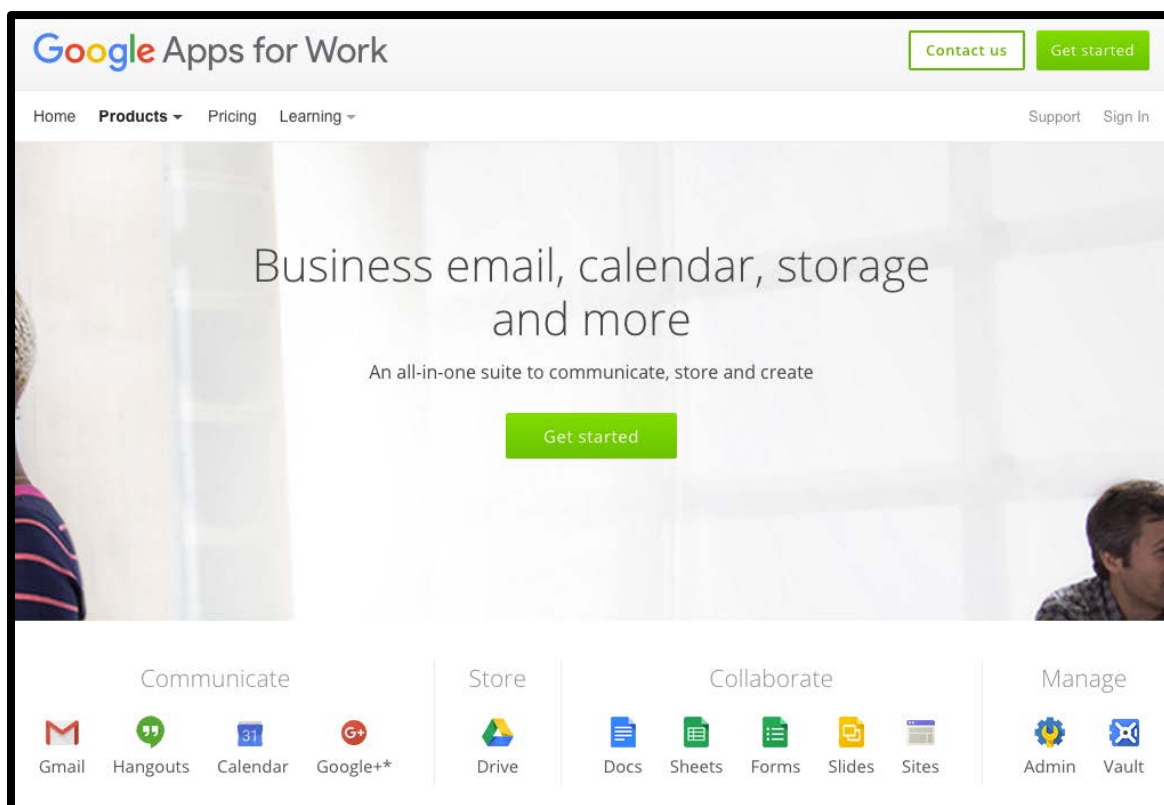 Google Apps for Work
Contact us
Get started
Home Products Pricing Learning
Support Sign In
Business email, calendar, storage
and more
An all-in-one suite to communicate, store and create
Get started
Communicate Store Collaborate Manage
31 G+
Gmail Hangouts Calendar Google+* Drive Docs Sheets Forms Slides Sites Admin Vault